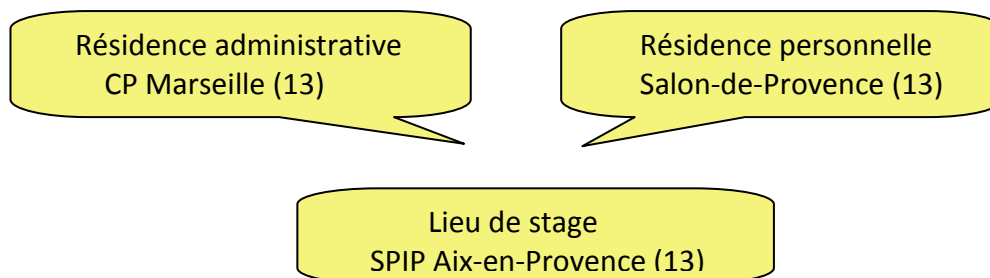 Résidence administrative
CP Marseille (13)
Résidence personnelle
Salon-de-Provence (13)
Lieu de stage
SPIP Aix-en-Provence (13)